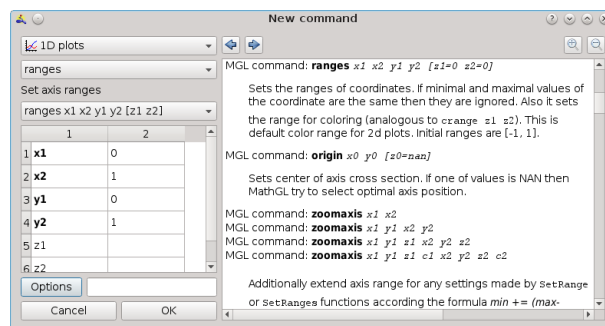 New command
1D plots
ranges
Set axis ranges
ranges x1 x2 y1 y2 [z1 z2]
1 2
1 x1 0
2 x2 1
3 y1 0
4 y2 1
5 z1
6 z2
Options
Cancel OK
MGL command: ranges x1 x2 y1 y2 [z1=0 z2=0]
Sets the ranges of coordinates. If minimal and maximal values of
the coordinate are the same then they are ignored. Also it sets
the range for coloring (analogous to crange z1 z2). This is
default color range for 2d plots. Initial ranges are [-1, 1].
MGL command: origin x0 y0 [z0=nan]
Sets center of axis cross section. If one of values is NAN then
MathGL try to select optimal axis position.
MGL command: zoomaxis x1 x2
MGL command: zoomaxis x1 y1 x2 y2
MGL command: zoomaxis x1 y1 z1 x2 y2 z2
MGL command: zoomaxis x1 y1 z1 c1 x2 y2 z2 c2
Additionally extend axis range for any settings made by SetRange
or SetRanges functions according the formula min += (max-